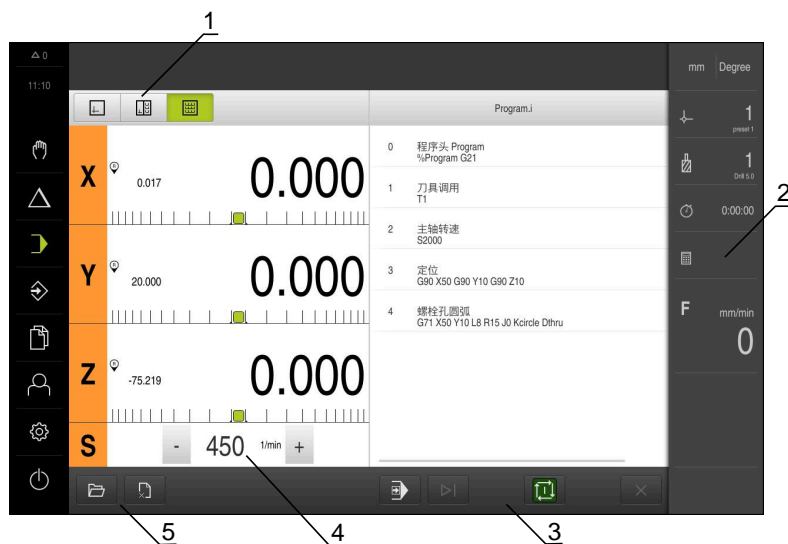 1
△ 0
11:10
mm Degree
Program.i
1
preset 1
1
Drill 5.0
0:00:00
F mm/min
0
X R 0.017 0.000
Y R 20.000 0.000
Z R -75.219 0.000
S - 450 1/min +
0 程序头 Program
%Program G21
1 刀具调用
T1
2 主轴转速
S2000
3 定位
G90 X50 G90 Y10 G90 Z10
4 螺栓孔圆弧
G71 X50 Y10 L8 R15 J0 Kcircle Dthru
2
5
4
3